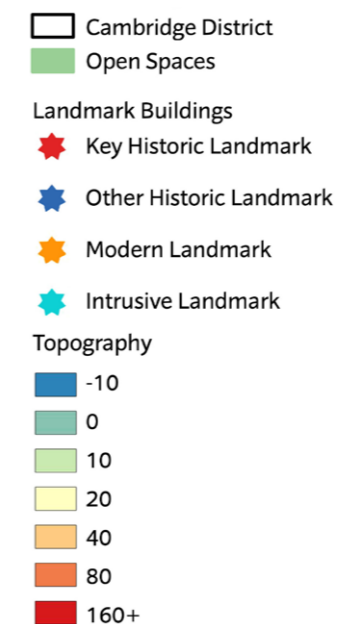 Cambridge District
Open Spaces
Landmark Buildings
Key Historic Landmark
Other Historic Landmark
Modern Landmark
Intrusive Landmark
Topography
-10
0
10
20
40
80
160+